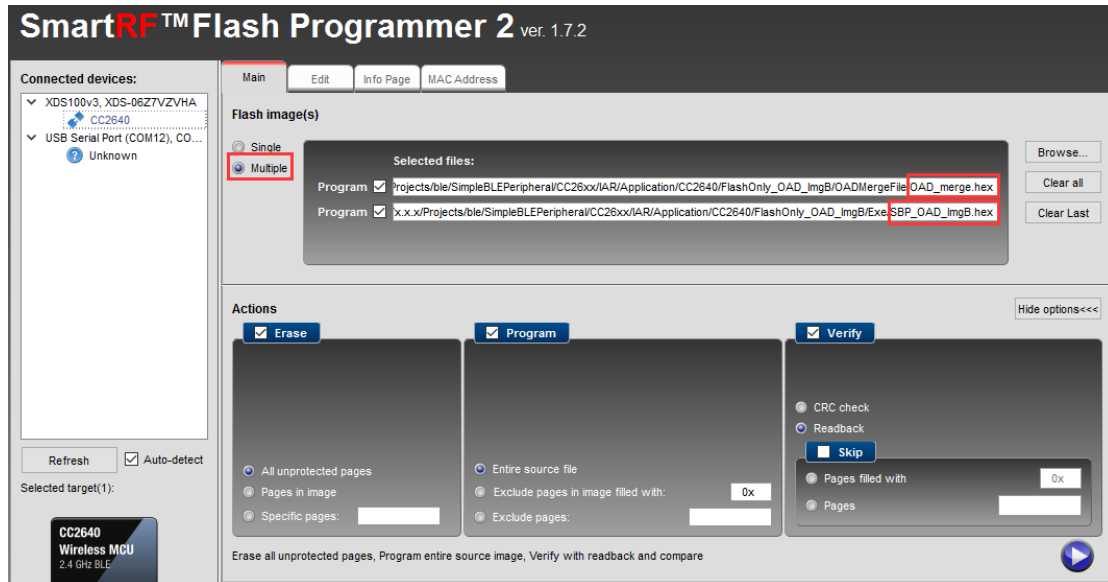 SmartRF™Flash Programmer 2 ver. 1.7.2
Connected devices:
XDS100v3, XDS-06Z7VZVHA
CC2640
USB Serial Port (COM12), CO...
Unknown
Refresh
Auto-detect
Selected target(1):
CC2640
Wireless MCU
2.4 GHz BLE
Main
Edit
Info Page
MAC Address
Flash image(s)
Single
Multiple
Selected files:
Program
Projects/ble/SimpleBLEPeripheral/CC26xx/IAR/Application/CC2640/FlashOnly_OAD_ImgB/OADMergeFile/OAD_merge.hex
Program
x.x.x/Projects/ble/SimpleBLEPeripheral/CC26xx/IAR/Application/CC2640/FlashOnly_OAD_ImgB/Exe/SBP_OAD_ImgB.hex
Browse...
Clear all
Clear Last
Actions
Hide options<<<
Erase
All unprotected pages
Pages in image
Specific pages:
Program
Entire source file
Exclude pages in image filled with:
0x
Exclude pages:
Verify
CRC check
Readback
Skip
Pages filled with
0x
Pages
Erase all unprotected pages, Program entire source image, Verify with readback and compare